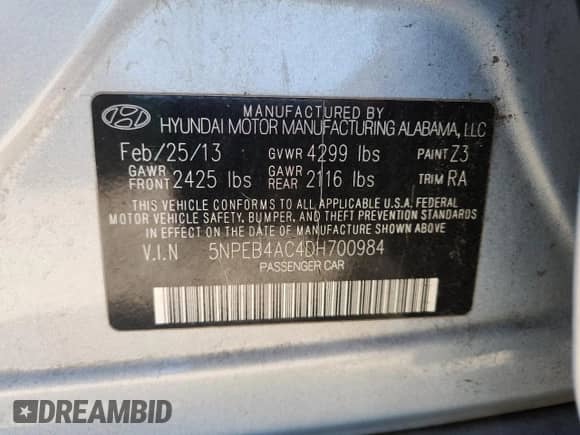 MANUFACTURED BY
HYUNDAI MOTOR MANUFACTURING ALABAMA, LLC
Feb/25/13 GVWR 4299 lbs PAINT Z3
GAWR FRONT 2425 lbs GAWR REAR 2116 lbs TRIM RA
THIS VEHICLE CONFORMS TO ALL APPLICABLE U.S.A. FEDERAL
MOTOR VEHICLE SAFETY, BUMPER, AND THEFT PREVENTION STANDARDS
IN EFFECT ON THE DATE OF MANUFACTURE SHOWN ABOVE.
V.I.N 5NPEB4AC4DH700984
PASSENGER CAR
DREAMBID